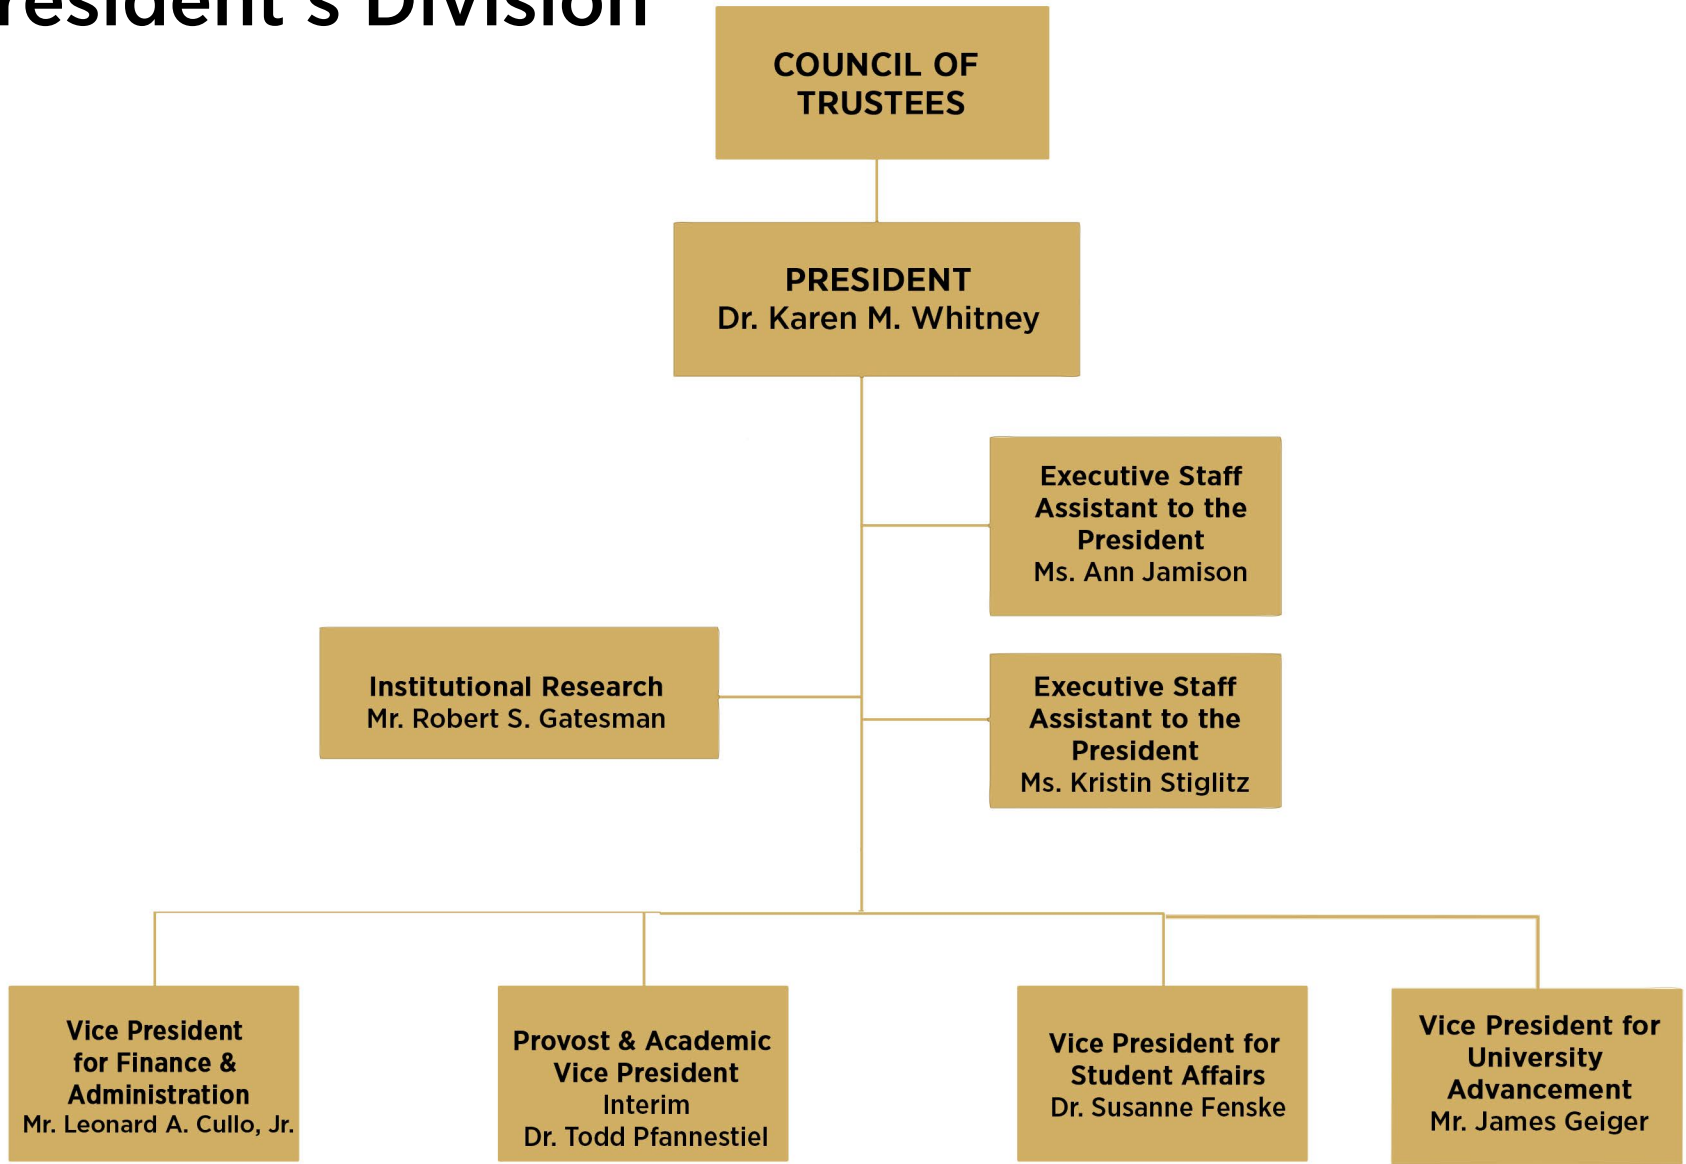 resident's Division
COUNCIL OF
TRUSTEES
PRESIDENT
Dr. Karen M. Whitney
Executive Staff
Assistant to the
President
Ms. Ann Jamison
Institutional Research
Mr. Robert S. Gatesman
Executive Staff
Assistant to the
President
Ms. Kristin Stiglitz
Vice President
for Finance &
Administration
Mr. Leonard A. Cullo, Jr.
Provost & Academic
Vice President
Interim
Dr. Todd Pfannestiel
Vice President for
Student Affairs
Dr. Susanne Fenske
Vice President for
University
Advancement
Mr. James Geiger